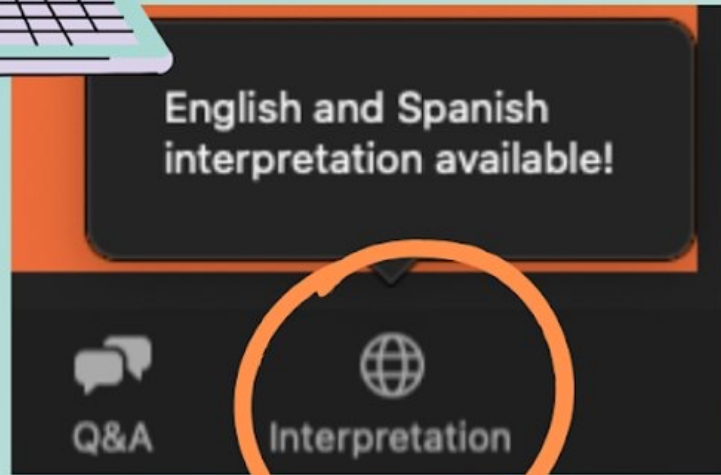 English and Spanish
interpretation available!
Q&A
Interpretation